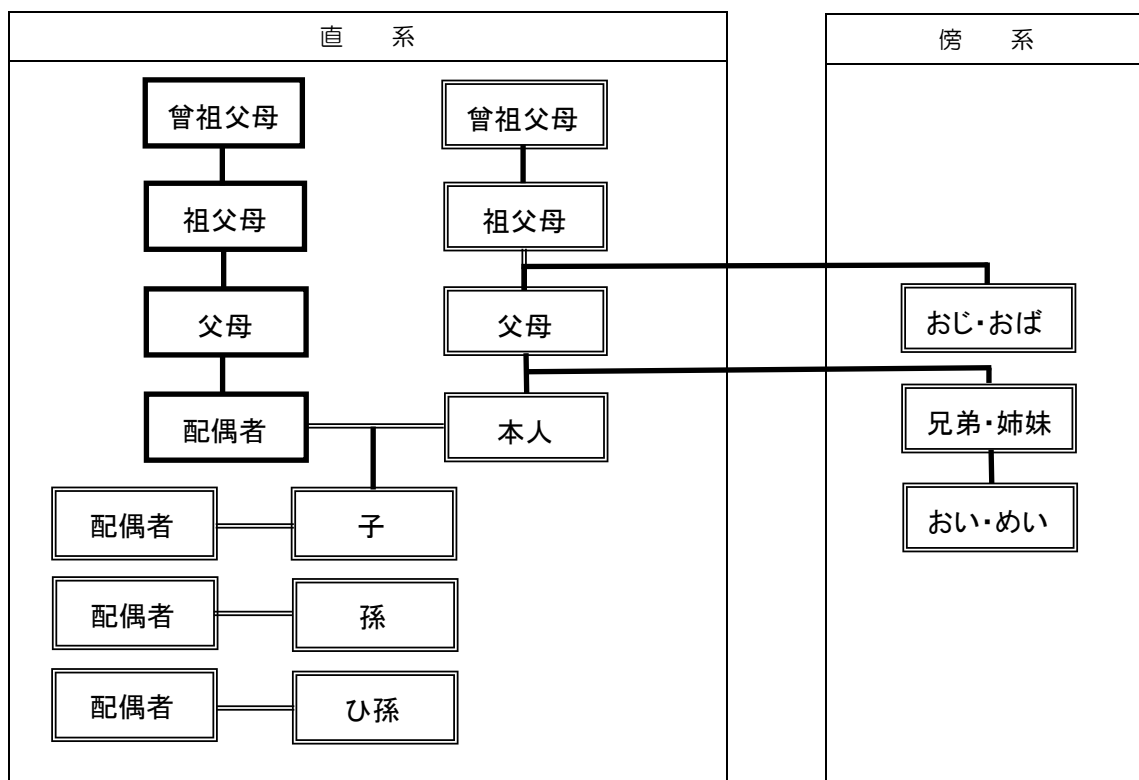 直　系
傍　系
曾祖父母
曾祖父母
祖父母
祖父母
父母
父母
おじ・おば
配偶者
本人
兄弟・姉妹
配偶者
子
おい・めい
配偶者
孫
配偶者
ひ孫